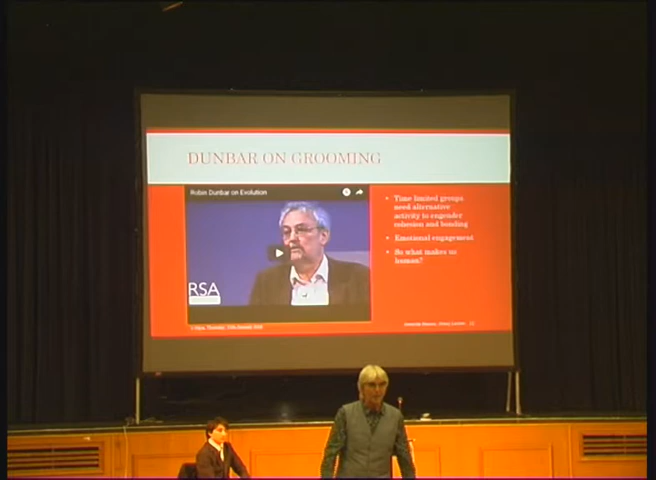 DUNBAR ON GROOMING
Robin Dunbar on Evolution
RSA
• Time limited groups
need alternative
activity to engender
cohesion and bonding
• Emotional engagement
• So what makes us
human?